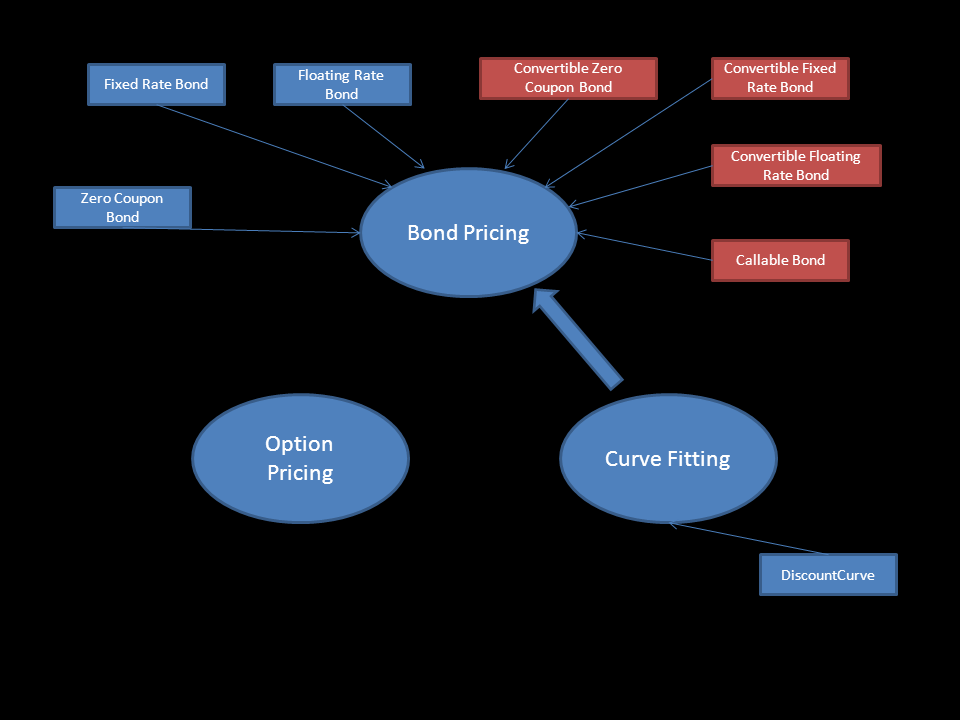 Fixed Rate Bond
Floating Rate
Bond
Convertible Zero
Coupon Bond
Convertible Fixed
Rate Bond
Convertible Floating
Rate Bond
Zero Coupon
Bond
Bond Pricing
Callable Bond
Option
Pricing
Curve Fitting
DiscountCurve